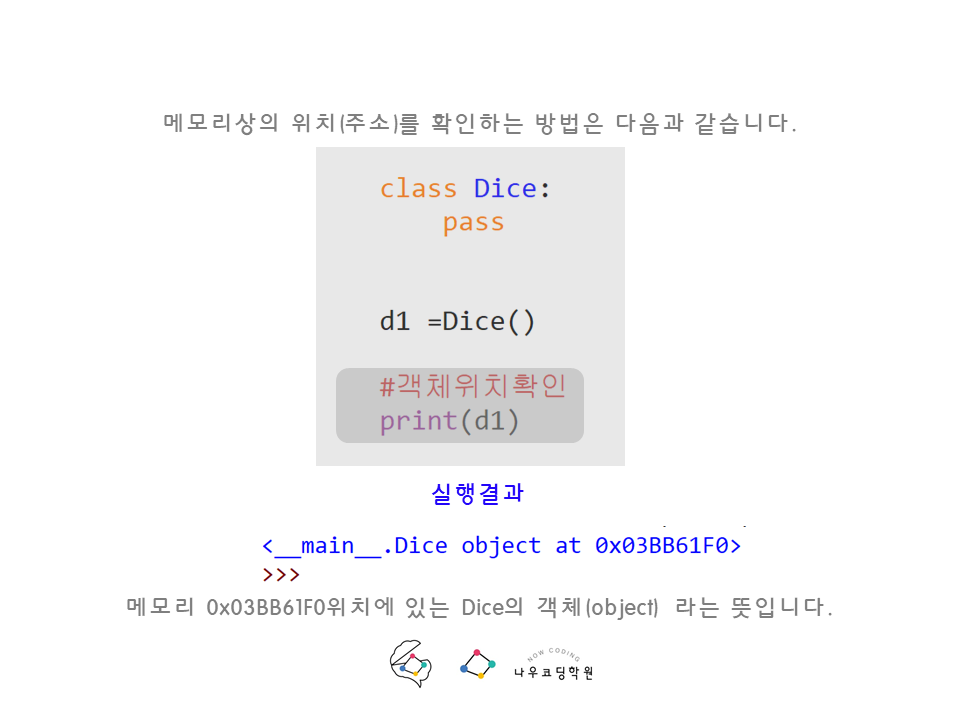 메모리상의 위치(주소)를 확인하는 방법은 다음과 같습니다.
class Dice:
pass
d1 =Dice()
#객체위치확인
print(d1)
실행결과
<__main__.Dice object at 0x03BB61F0>
>>>
메모리 0x03BB61F0위치에 있는 Dice의 객체(object) 라는 뜻입니다.
NOW CODING
나우코딩학원